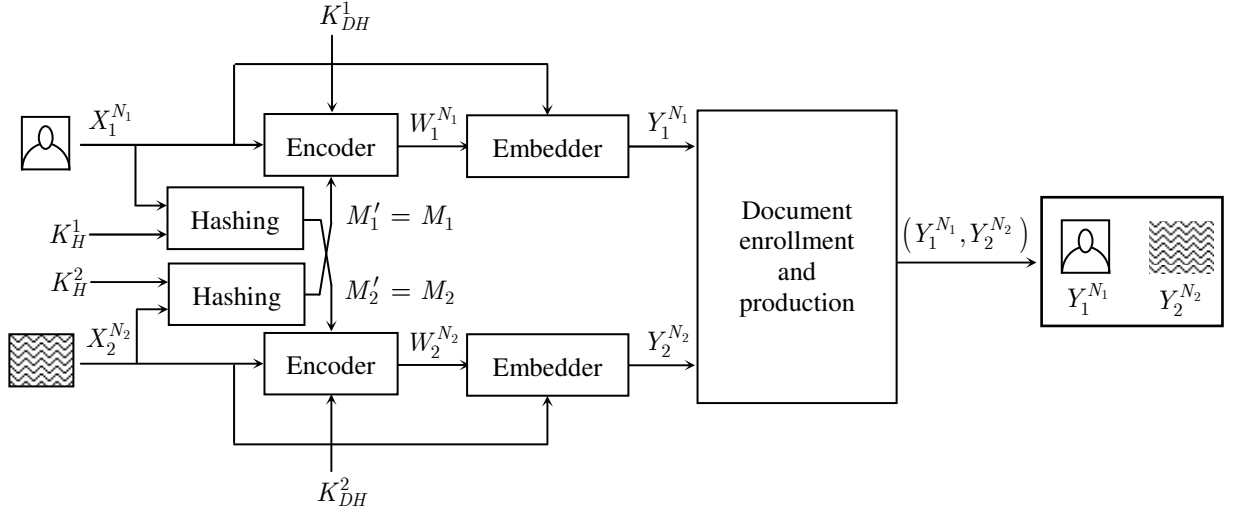 K_{DH}^1
X_1^{N_1}
Encoder
W_1^{N_1}
Embedder
Y_1^{N_1}
Hashing
M_1' = M_1
K_H^1
Document
enrollment
and
production
(Y_1^{N_1}, Y_2^{N_2})
K_H^2
Hashing
M_2' = M_2
Y_1^{N_1}
Y_2^{N_2}
X_2^{N_2}
Encoder
W_2^{N_2}
Embedder
Y_2^{N_2}
K_{DH}^2